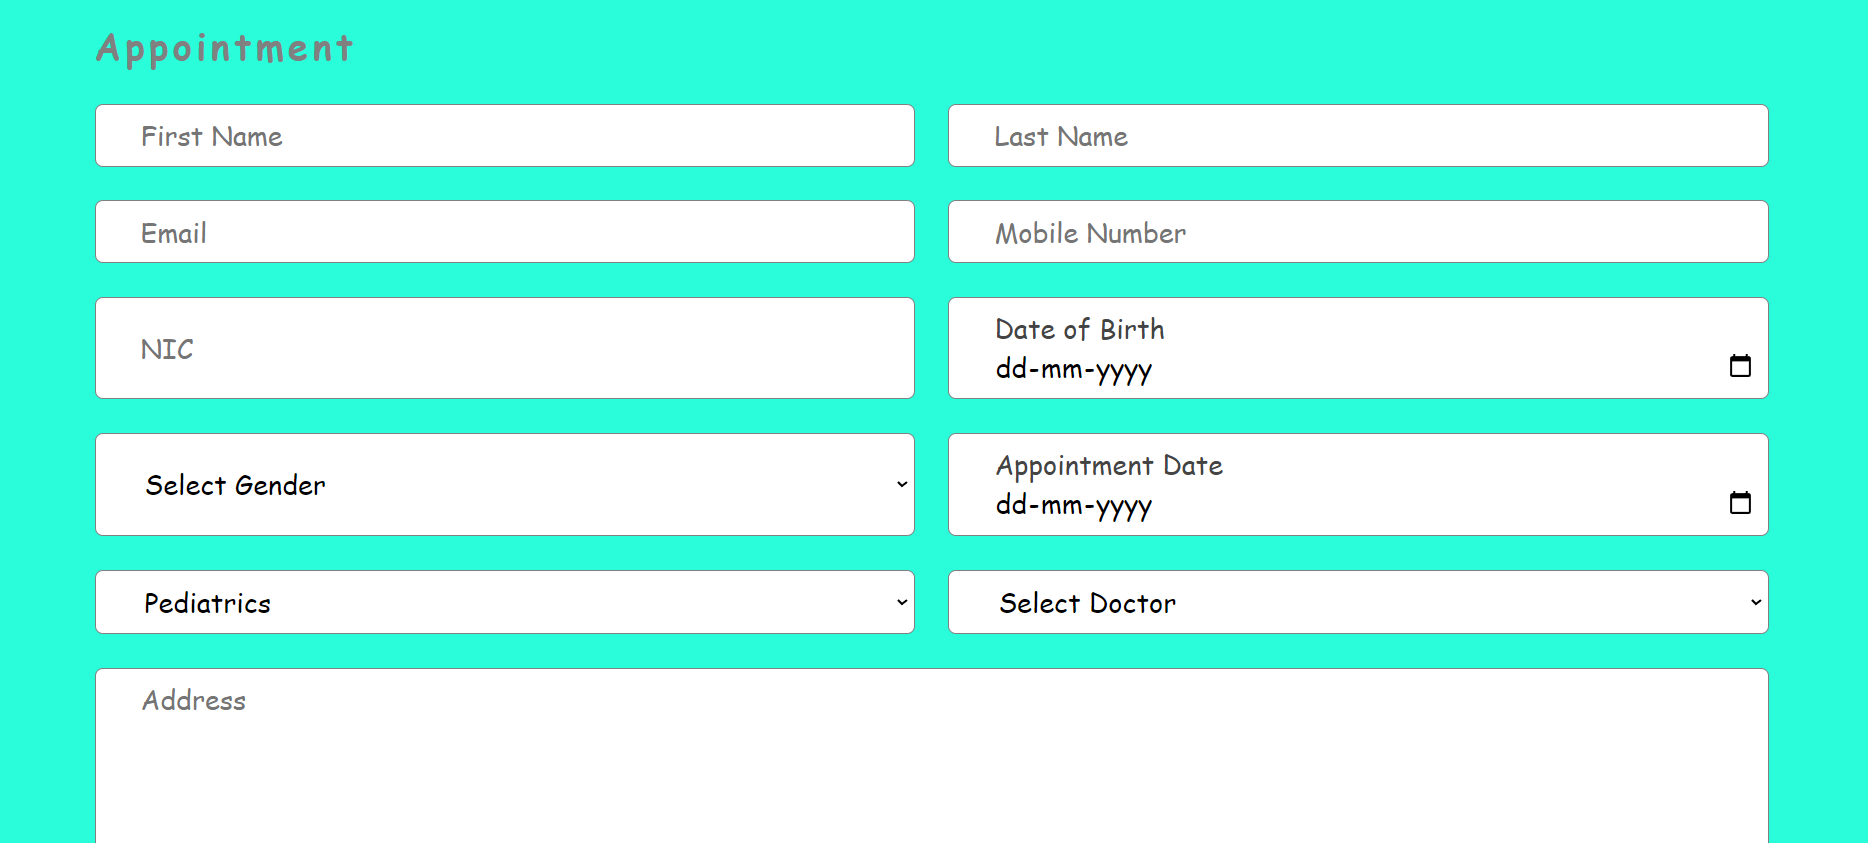 Appointment
First Name
Last Name
Email
Mobile Number
NIC
Date of Birth
dd-mm-yyyy
Select Gender
Appointment Date
dd-mm-yyyy
Pediatrics
Select Doctor
Address